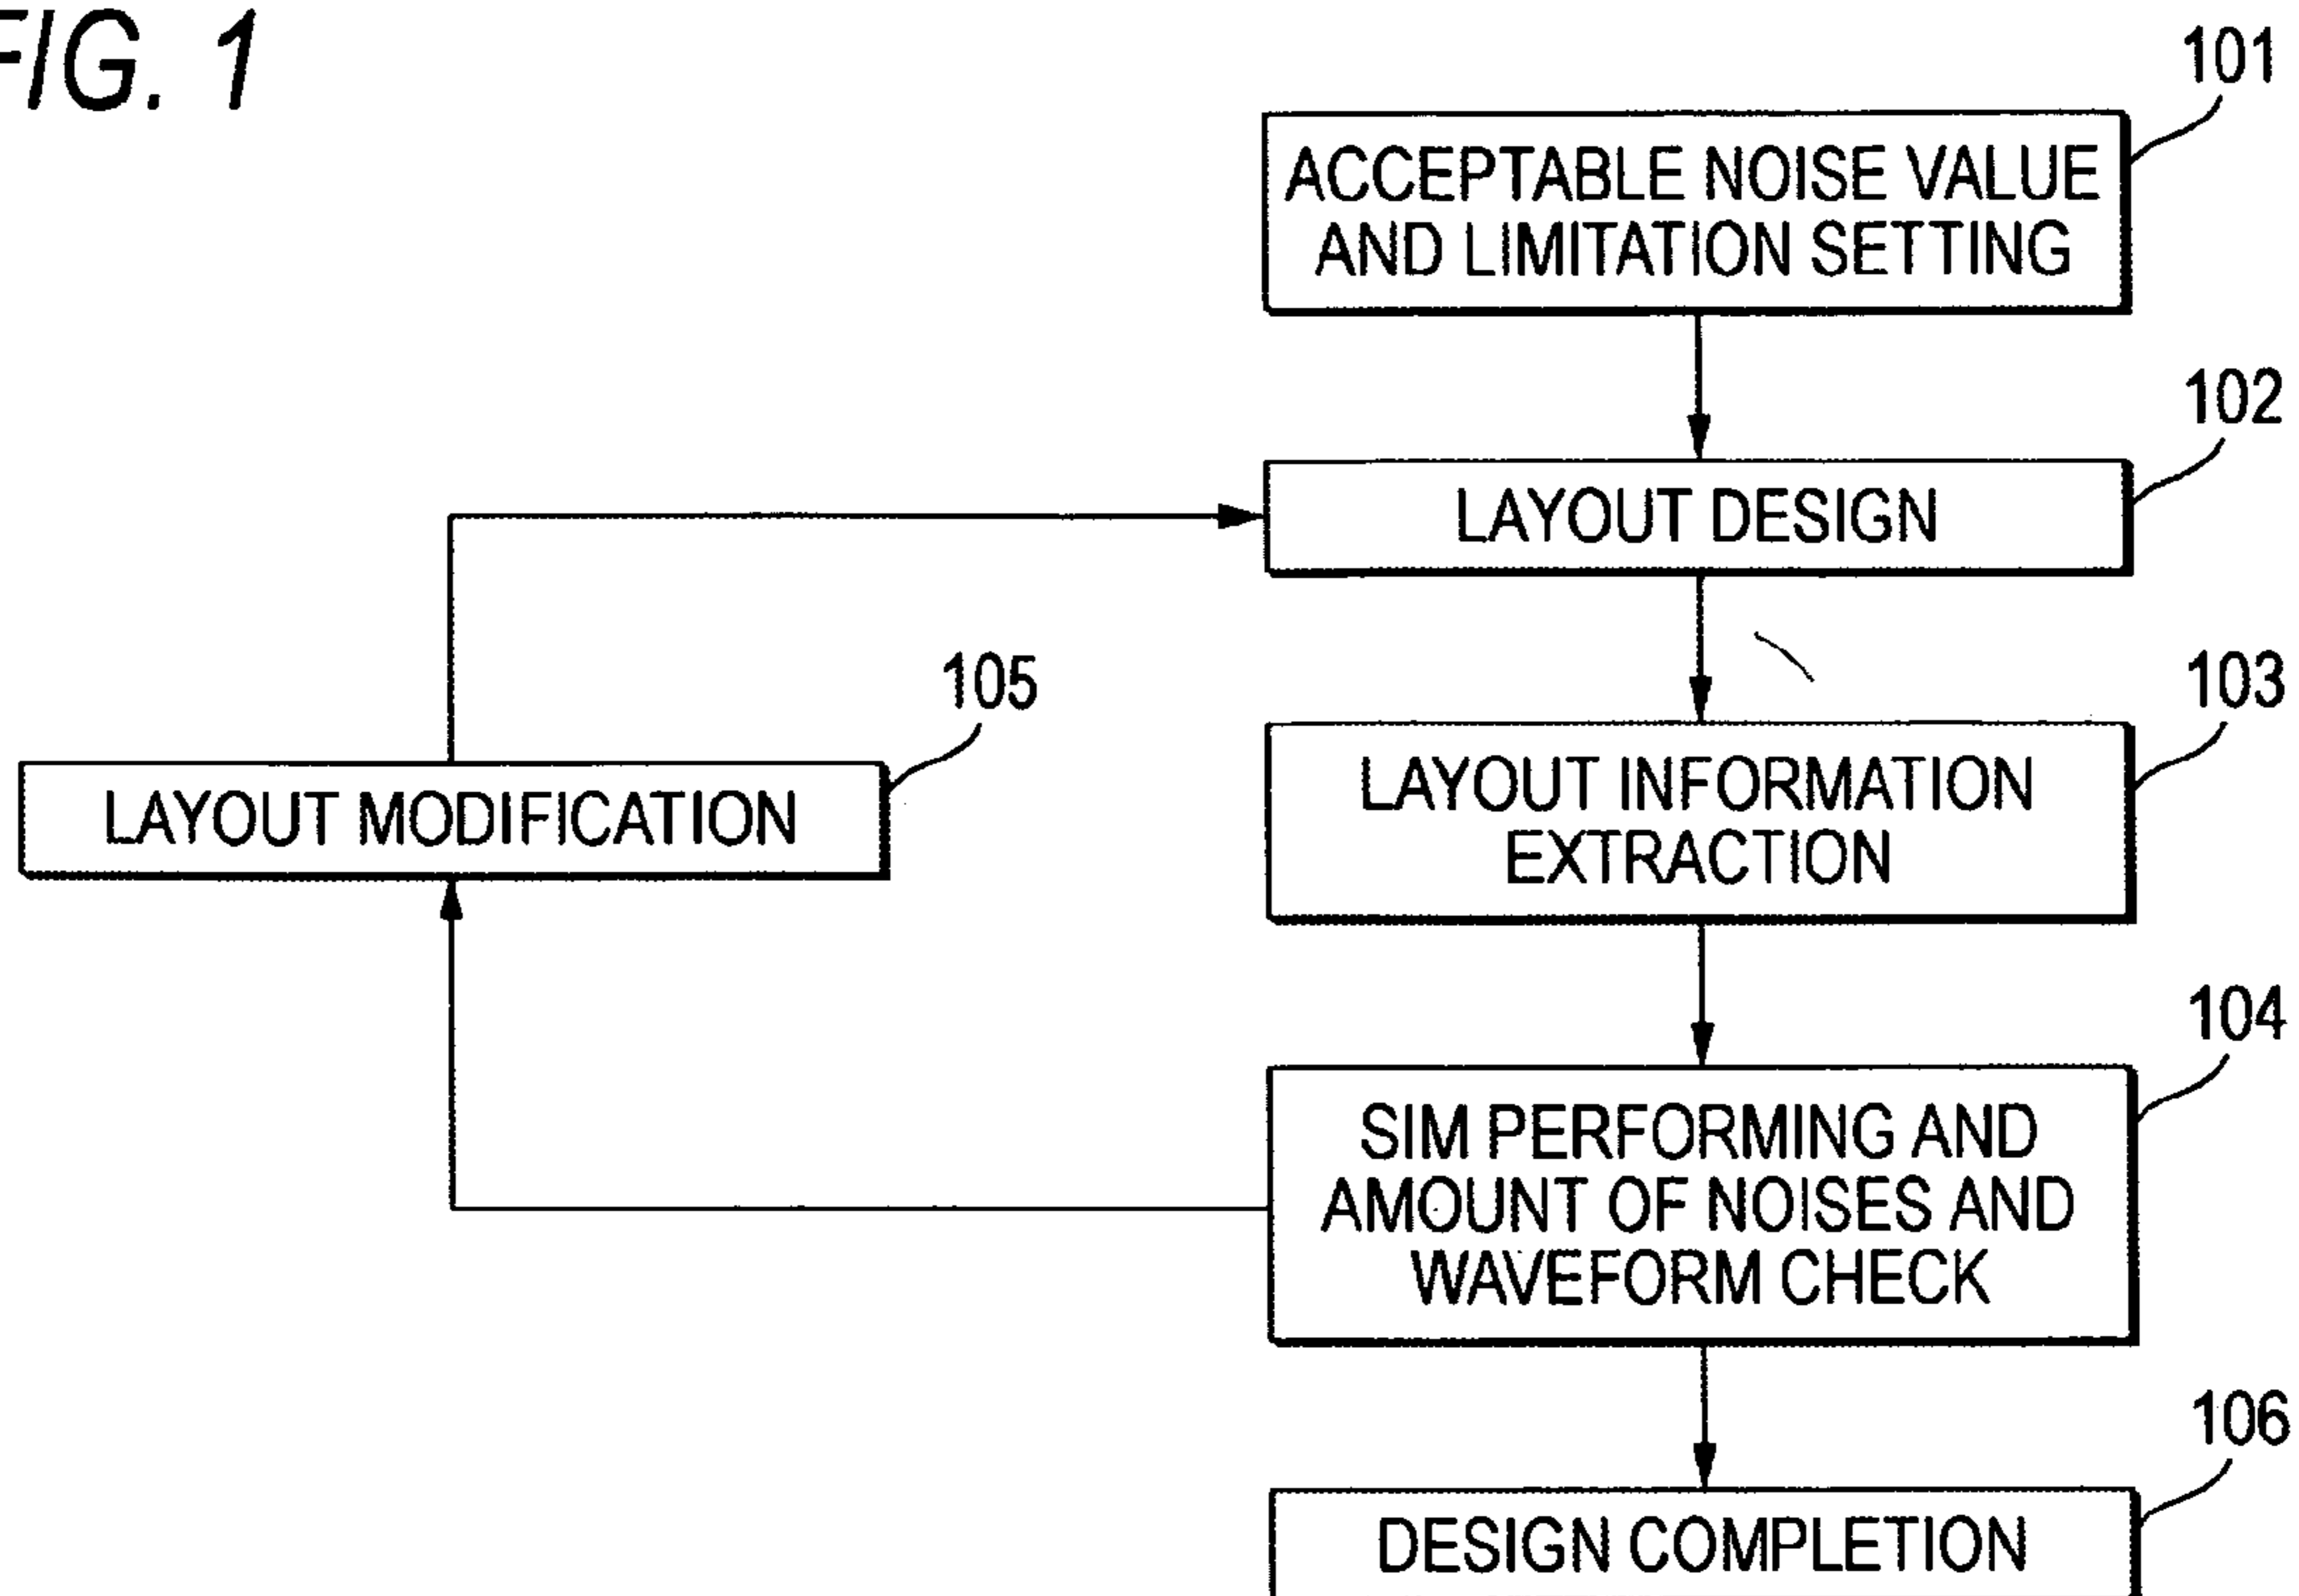 FIG. 1
101
ACCEPTABLE NOISE VALUE
AND LIMITATION SETTING
102
LAYOUT DESIGN
103
LAYOUT INFORMATION
EXTRACTION
105
LAYOUT MODIFICATION
104
SIM PERFORMING AND
AMOUNT OF NOISES AND
WAVEFORM CHECK
106
DESIGN COMPLETION